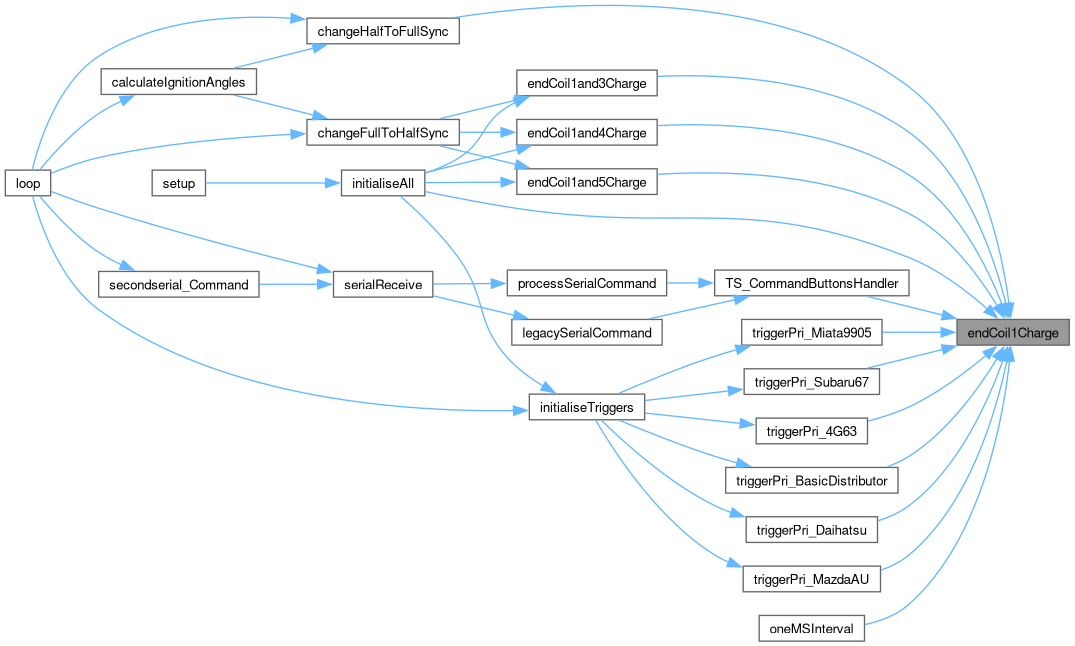 changeHalfToFullSync
calculateIgnitionAngles
endCoil1and3Charge
changeFullToHalfSync
endCoil1and4Charge
loop
setup
initialiseAll
endCoil1and5Charge
secondserial_Command
serialReceive
processSerialCommand
TS_CommandButtonsHandler
legacySerialCommand
triggerPri_Miata9905
endCoil1Charge
triggerPri_Subaru67
initialiseTriggers
triggerPri_4G63
triggerPri_BasicDistributor
triggerPri_Daihatsu
triggerPri_MazdaAU
oneMSInterval